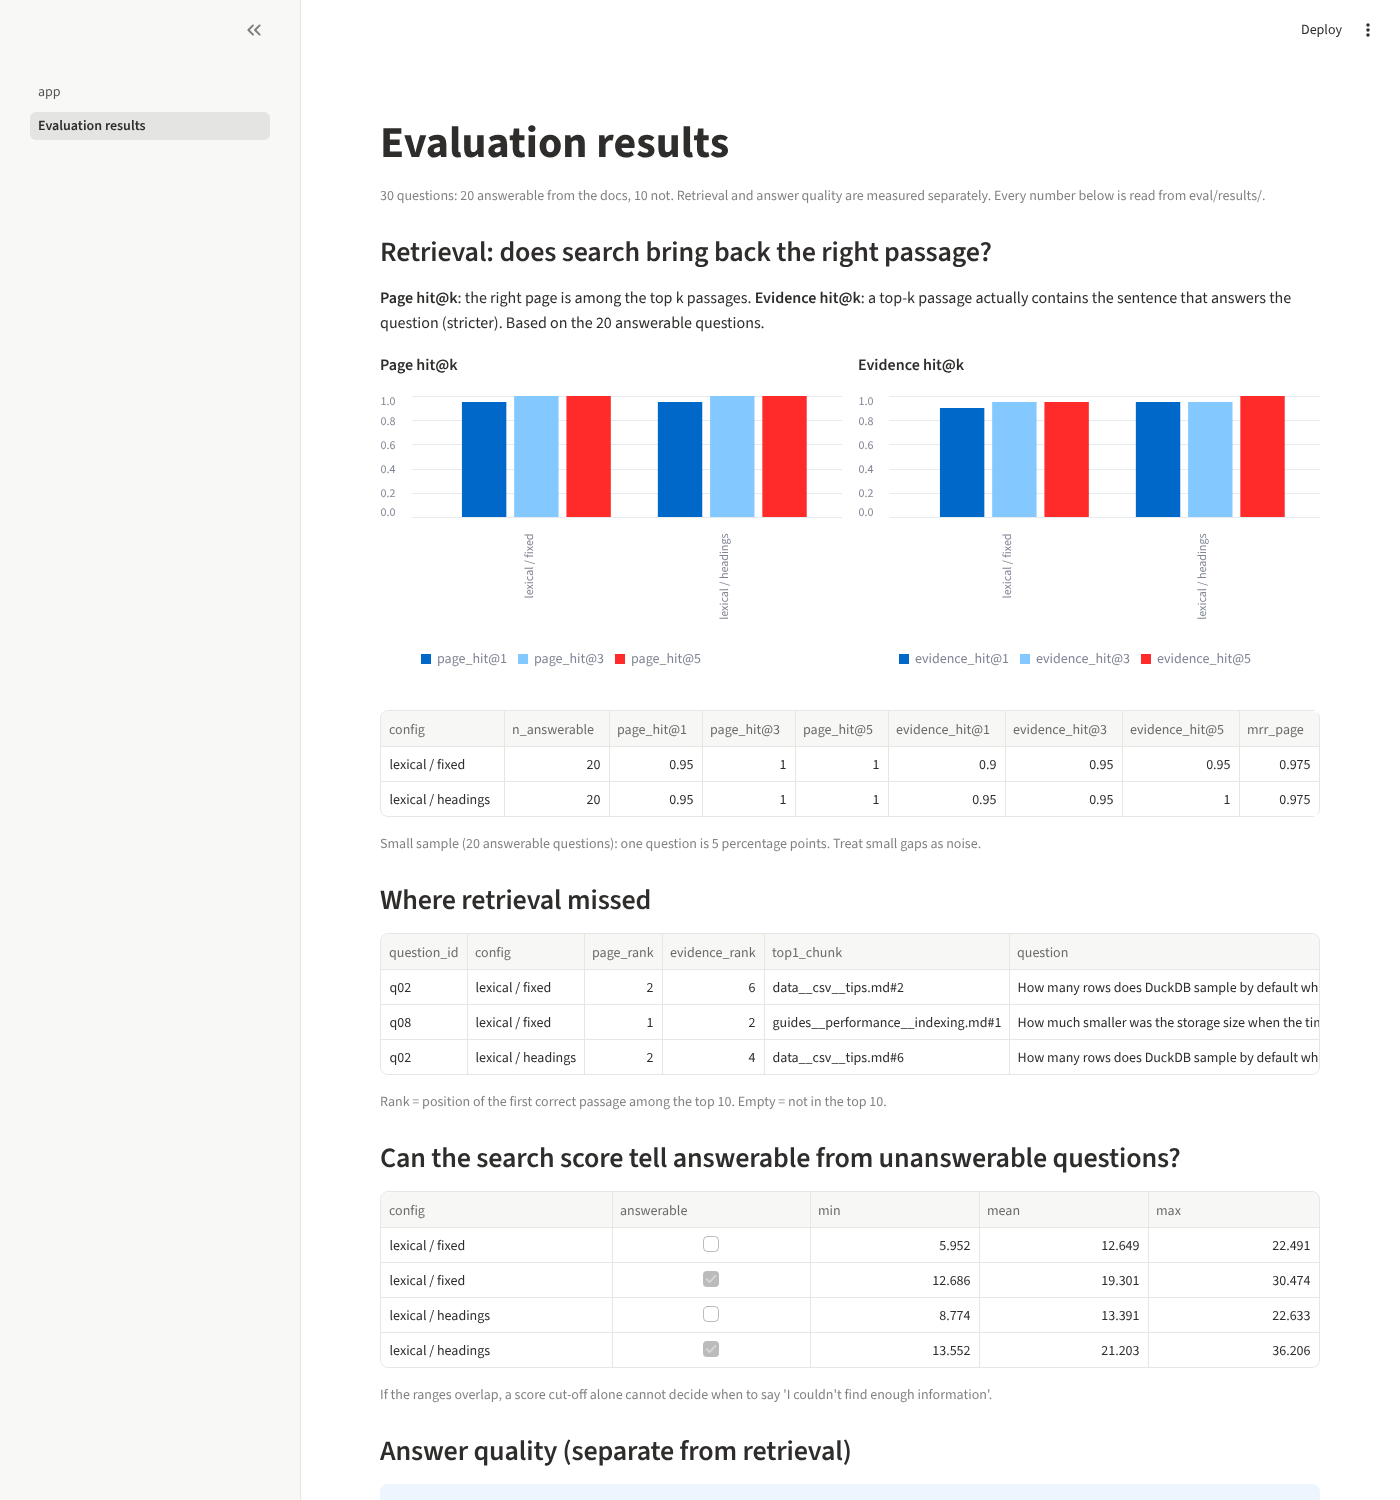 Deploy
app
Evaluation results
Evaluation results
30 questions: 20 answerable from the docs, 10 not. Retrieval and answer quality are measured separately. Every number below is read from eval/results/.
Retrieval: does search bring back the right passage?
Page hit@k: the right page is among the top k passages. Evidence hit@k: a top-k passage actually contains the sentence that answers the
question (stricter). Based on the 20 answerable questions.
Page hit@k
1.0
0.8
0.6
0.4
0.2
0.0
lexical / fixed
lexical / headings
page_hit@1 page_hit@3 page_hit@5
Evidence hit@k
1.0
0.8
0.6
0.4
0.2
0.0
lexical / fixed
lexical / headings
evidence_hit@1 evidence_hit@3 evidence_hit@5
config n_answerable page_hit@1 page_hit@3 page_hit@5 evidence_hit@1 evidence_hit@3 evidence_hit@5 mrr_page
lexical / fixed 20 0.95 1 1 0.9 0.95 0.95 0.975
lexical / headings 20 0.95 1 1 0.95 0.95 1 0.975
Small sample (20 answerable questions): one question is 5 percentage points. Treat small gaps as noise.
Where retrieval missed
question_id config page_rank evidence_rank top1_chunk question
q02 lexical / fixed 2 6 data__csv__tips.md#2 How many rows does DuckDB sample by default wh
q08 lexical / fixed 1 2 guides__performance__indexing.md#1 How much smaller was the storage size when the
q02 lexical / headings 2 4 data__csv__tips.md#6 How many rows does DuckDB sample by default wh
Rank = position of the first correct passage among the top 10. Empty = not in the top 10.
Can the search score tell answerable from unanswerable questions?
config answerable min mean max
lexical / fixed 5.952 12.649 22.491
lexical / fixed 12.686 19.301 30.474
lexical / headings 8.774 13.391 22.633
lexical / headings 13.552 21.203 36.206
If the ranges overlap, a score cut-off alone cannot decide when to say 'I couldn't find enough information'.
Answer quality (separate from retrieval)